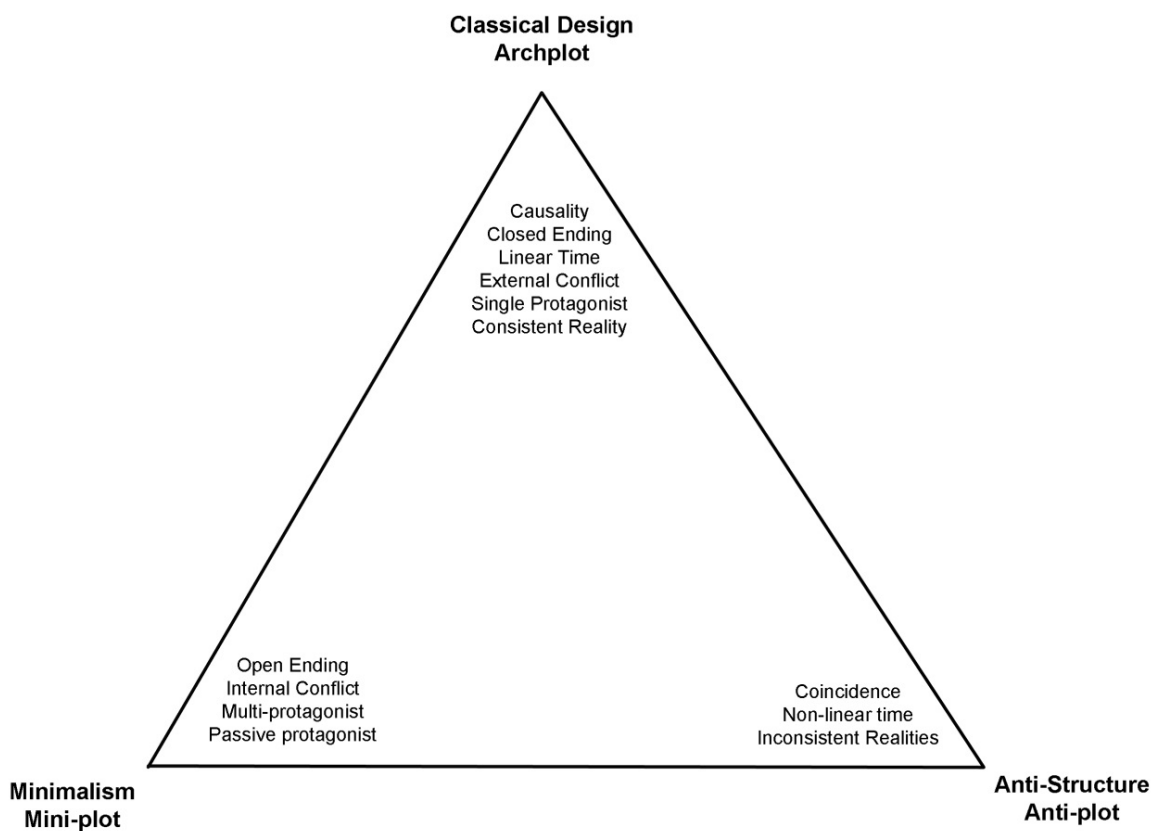 Classical Design
Archplot
Causality
Closed Ending
Linear Time
External Conflict
Single Protagonist
Consistent Reality
Open Ending
Internal Conflict
Multi-protagonist
Passive protagonist
Coincidence
Non-linear time
Inconsistent Realities
Minimalism
Mini-plot
Anti-Structure
Anti-plot